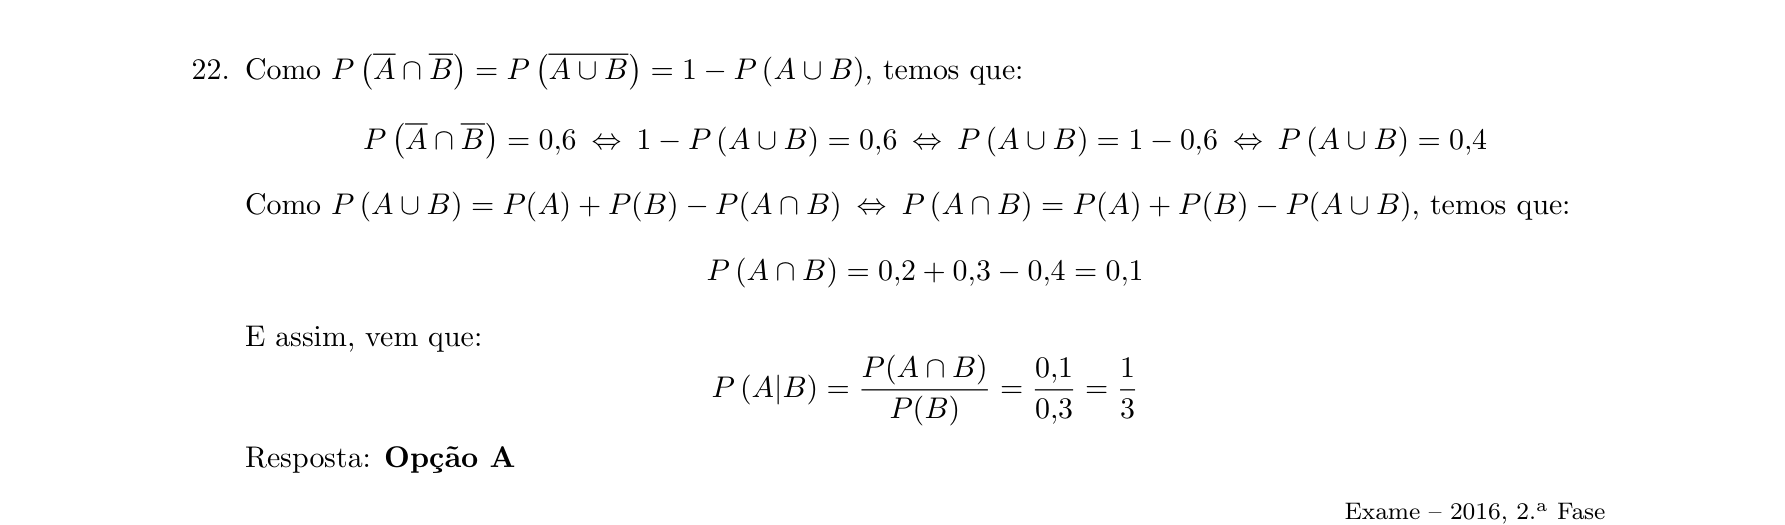 22. Como P (A̅ ∩ B̅) = P (A ∪ B)̅ = 1 − P (A ∪ B), temos que:
P (A̅ ∩ B̅) = 0,6 ⇔ 1 − P (A ∪ B) = 0,6 ⇔ P (A ∪ B) = 1 − 0,6 ⇔ P (A ∪ B) = 0,4
Como P (A ∪ B) = P(A) + P(B) − P(A ∩ B) ⇔ P (A ∩ B) = P(A) + P(B) − P(A ∪ B), temos que:
P (A ∩ B) = 0,2 + 0,3 − 0,4 = 0,1
E assim, vem que:
P (A|B) = P(A ∩ B)/P(B) = 0,1/0,3 = 1/3
Resposta: Opção A
Exame – 2016, 2.ª Fase